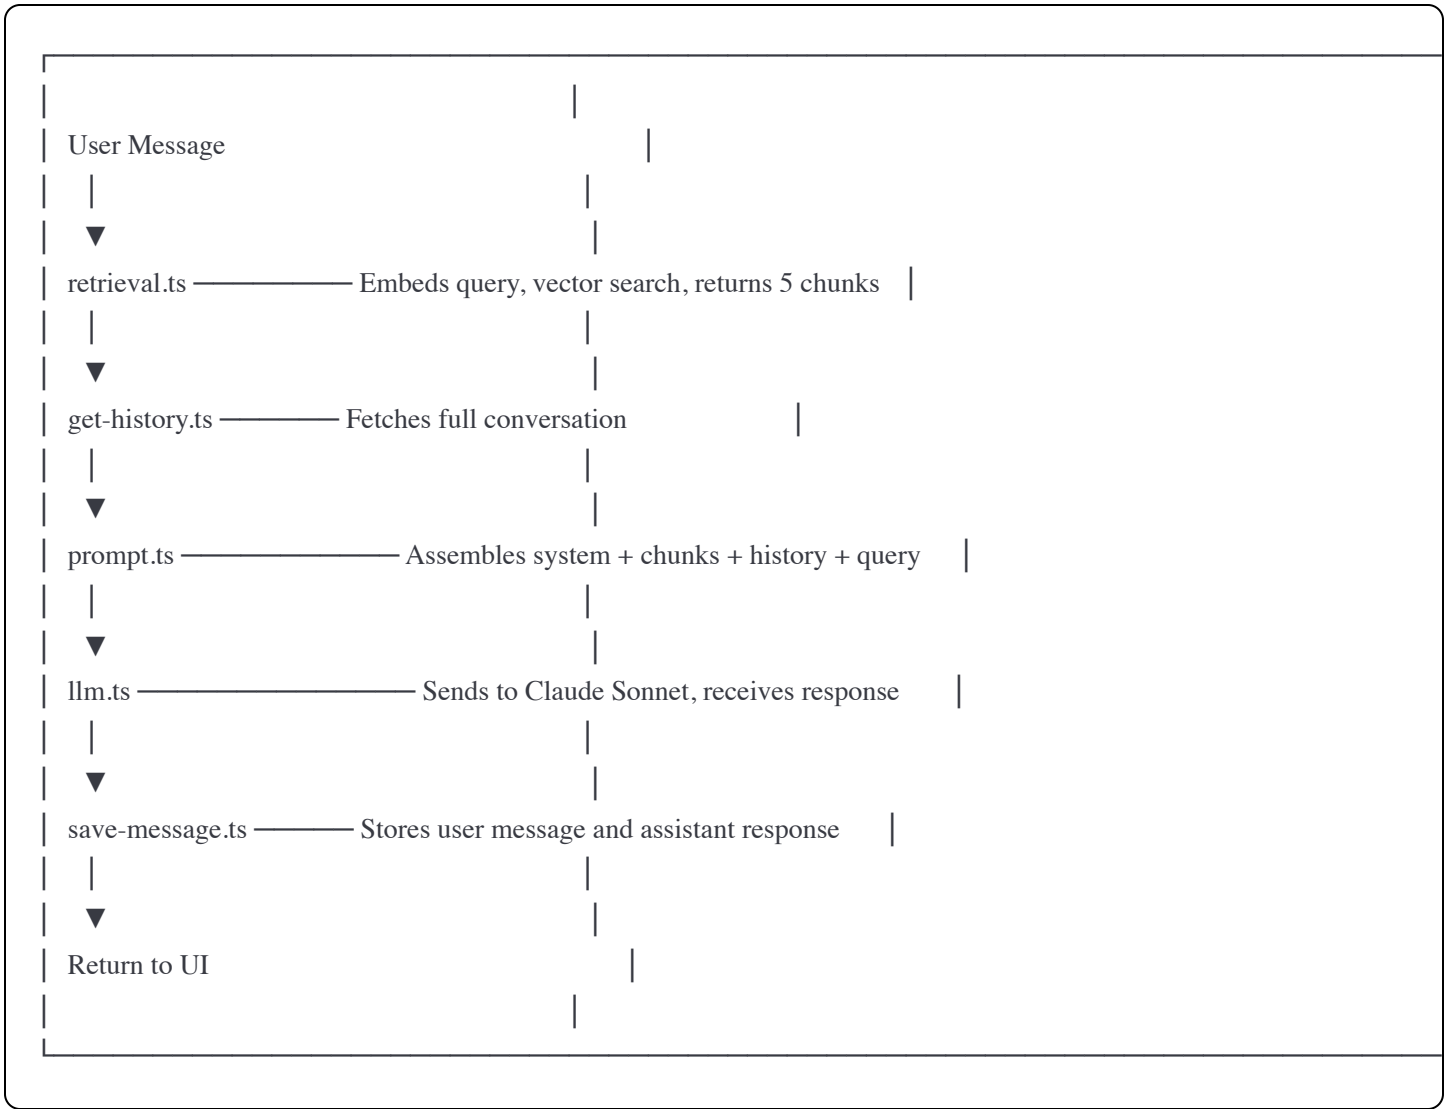 User Message
▼
retrieval.ts ──────── Embeds query, vector search, returns 5 chunks
▼
get-history.ts ────── Fetches full conversation
▼
prompt.ts ─────────── Assembles system + chunks + history + query
▼
llm.ts ────────────── Sends to Claude Sonnet, receives response
▼
save-message.ts ───── Stores user message and assistant response
▼
Return to UI